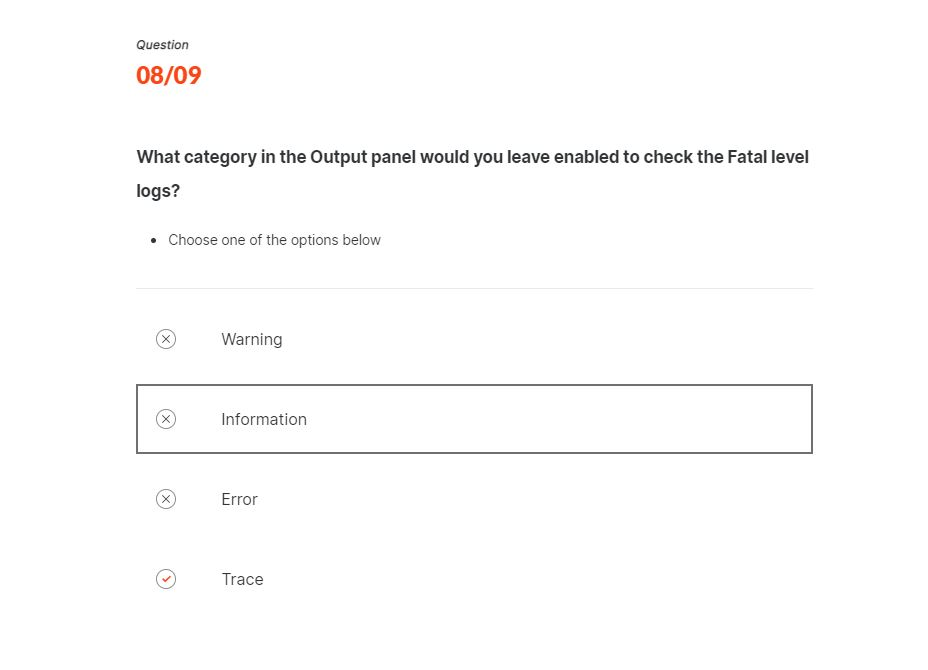 Question
08/09
What category in the Output panel would you leave enabled to check the Fatal level
logs?
Choose one of the options below
Warning
Information
Error
Trace